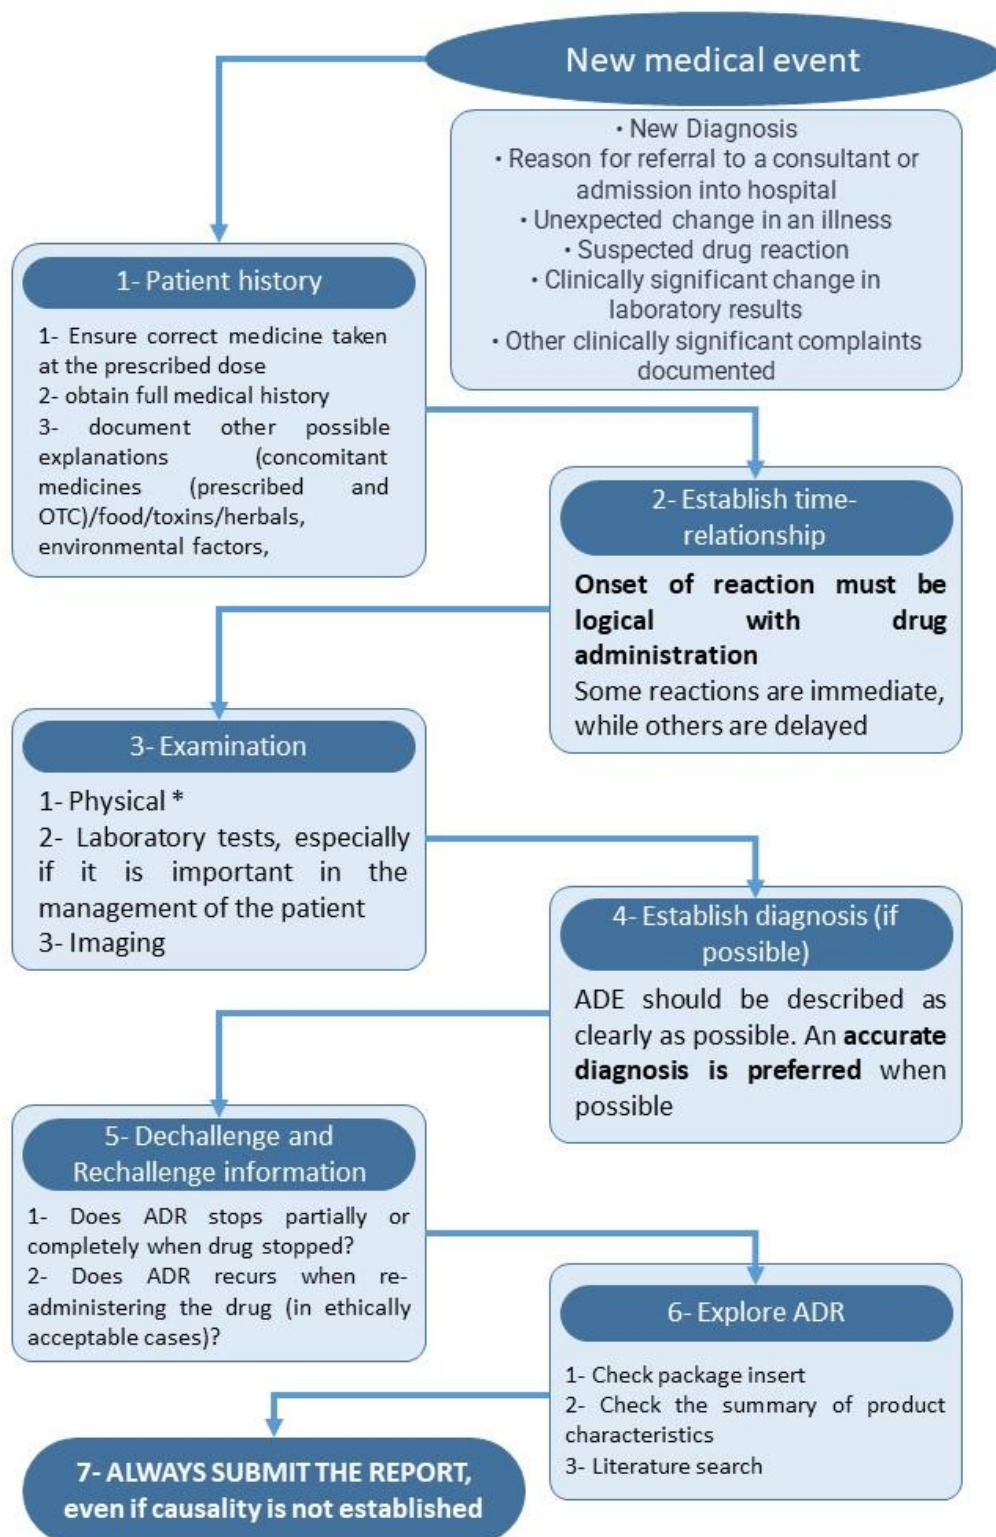 New medical event
• New Diagnosis
• Reason for referral to a consultant or
admission into hospital
• Unexpected change in an illness
• Suspected drug reaction
• Clinically significant change in
laboratory results
• Other clinically significant complaints
documented
1- Patient history
1- Ensure correct medicine taken
at the prescribed dose
2- obtain full medical history
3- document other possible
explanations (concomitant
medicines (prescribed and
OTC)/food/toxins/herbals,
environmental factors,
2- Establish time-
relationship
Onset of reaction must be
logical with drug
administration
Some reactions are immediate,
while others are delayed
3- Examination
1- Physical *
2- Laboratory tests, especially
if it is important in the
management of the patient
3- Imaging
4- Establish diagnosis (if
possible)
ADE should be described as
clearly as possible. An accurate
diagnosis is preferred when
possible
5- Dechallenge and
Rechallenge information
1- Does ADR stops partially or
completely when drug stopped?
2- Does ADR recurs when re-
administering the drug (in ethically
acceptable cases)?
6- Explore ADR
1- Check package insert
2- Check the summary of product
characteristics
3- Literature search
7- ALWAYS SUBMIT THE REPORT,
even if causality is not established